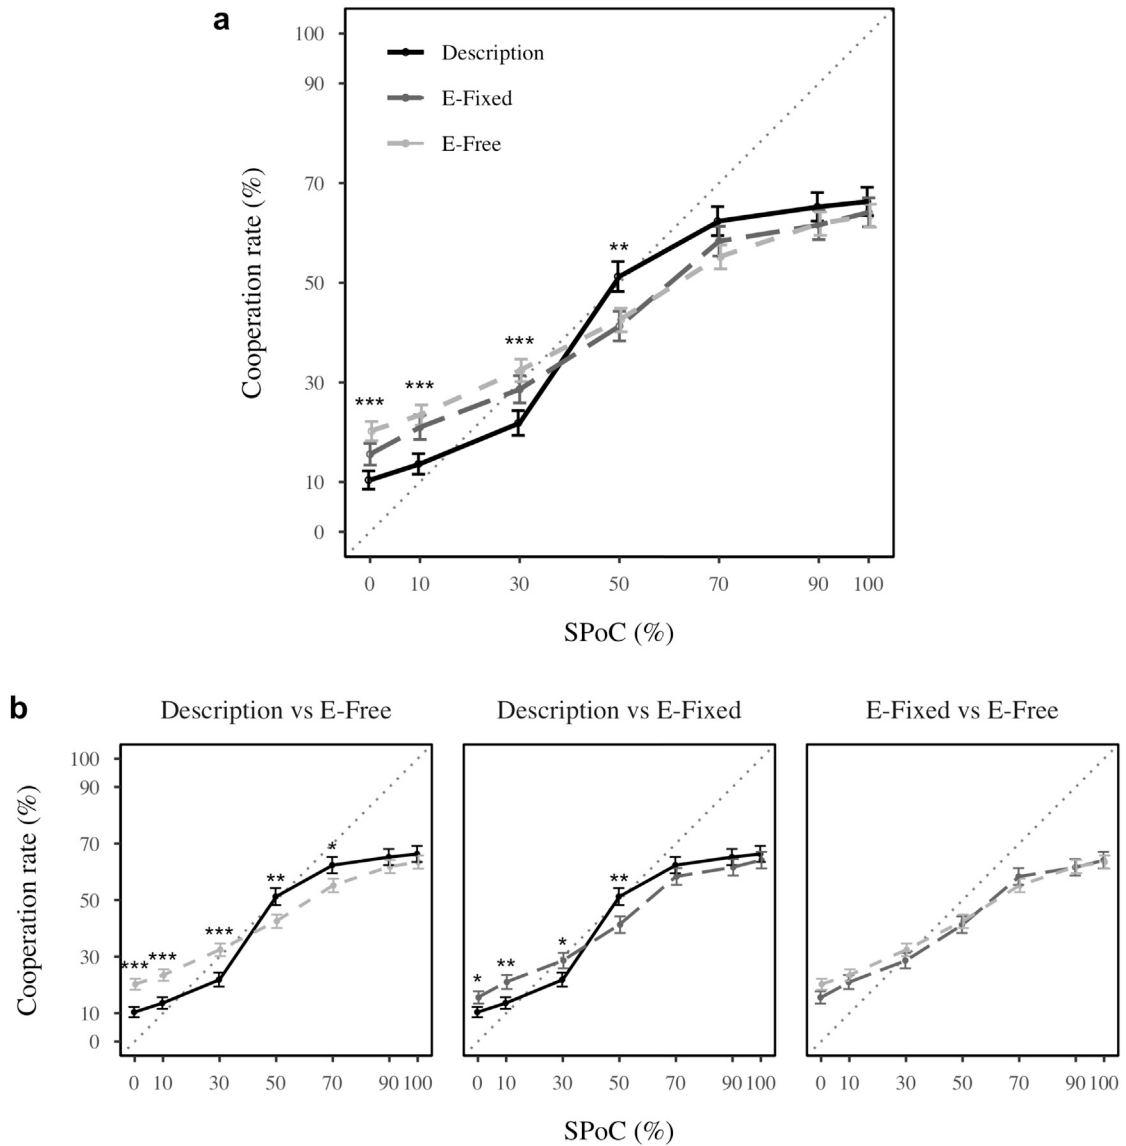 a
100
90
70
50
30
10
0
Cooperation rate (%)
Description
E-Fixed
E-Free
***
***
***
**
0 10 30 50 70 90 100
SPoC (%)
b
Description vs E-Free
Description vs E-Fixed
E-Fixed vs E-Free
100
90
70
50
30
10
0
Cooperation rate (%)
***
***
***
**
*
*
**
*
**
0 10 30 50 70 90 100
0 10 30 50 70 90 100
0 10 30 50 70 90 100
SPoC (%)